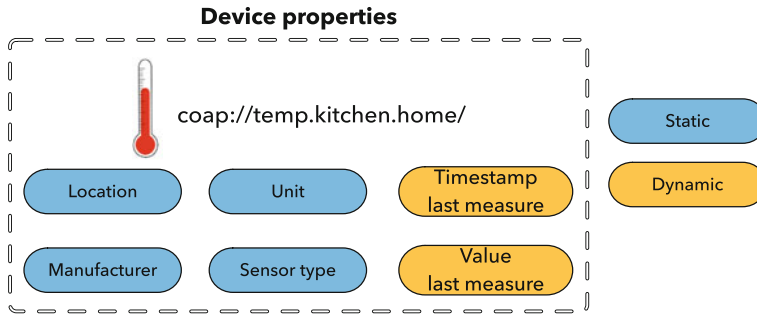 Device properties
coap://temp.kitchen.home/
Static
Dynamic
Location
Unit
Timestamp
last measure
Manufacturer
Sensor type
Value
last measure